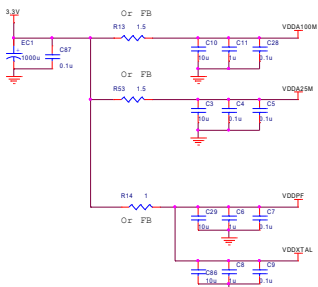 Or FB
3.3V
R13 1.5
VDDA100M
EC1
1000u
C87
0.1u
C10
10u
C11
1u
C28
0.1u
Or FB
R53 1.5
VDDA25M
C3
10u
C4
0.1u
C5
0.1u
R14 1
VDDPF
Or FB
C29
10u
C6
1u
C7
0.1u
VDDXTAL
C86
10u
C8
1u
C9
0.1u